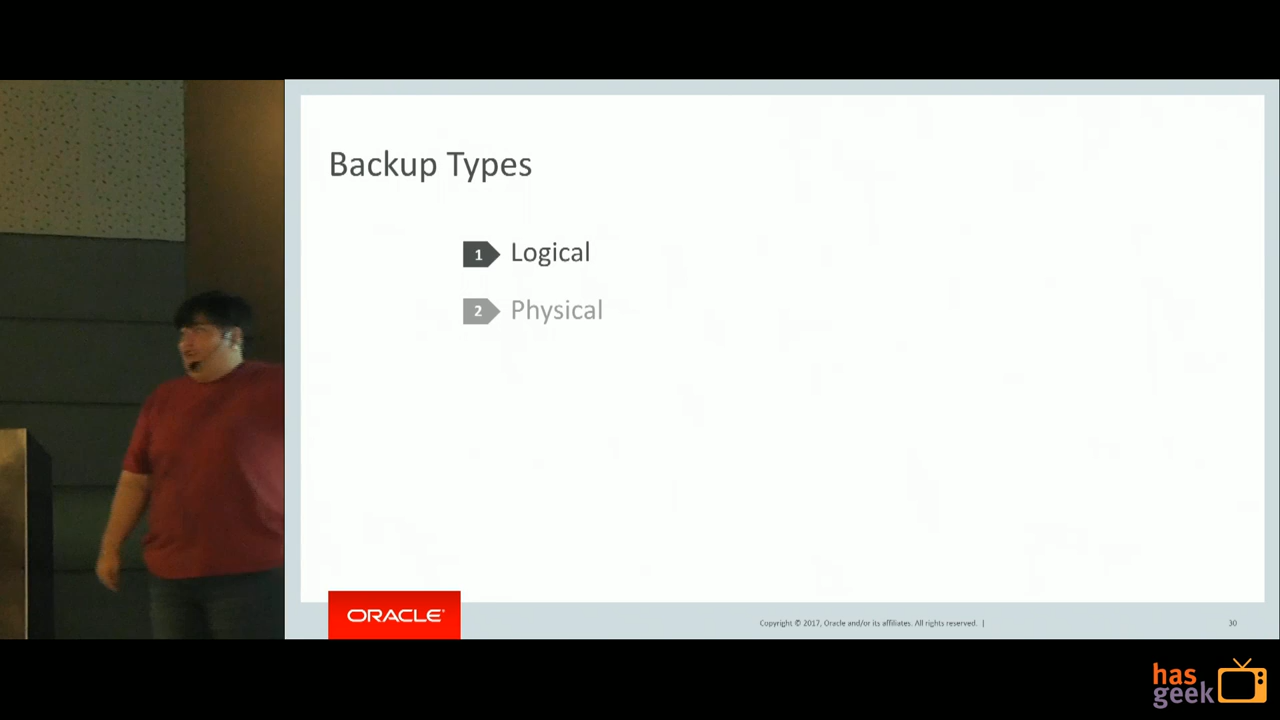 Backup Types
1 Logical
2 Physical
ORACLE
Copyright © 2017, Oracle and/or its affiliates. All rights reserved. |
30
has
geek